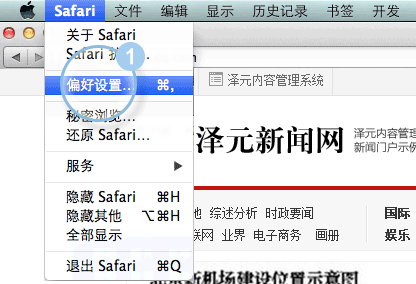 Safari 文件 编辑 显示 历史记录 书签 开发
关于 Safari
Safari
1
偏好设置... ⌘,
秘密浏览...
还原 Safari...
服务 ▶
隐藏 Safari ⌘H
隐藏其他 ⌥⌘H
全部显示
退出 Safari ⌘Q
泽元内容管理系统
泽元新闻网
泽元内容管理
新闻门户示例
综述分析 时政要闻
国际
联网 业界 电子商务 画册
娱乐
新机场建设位置示意图